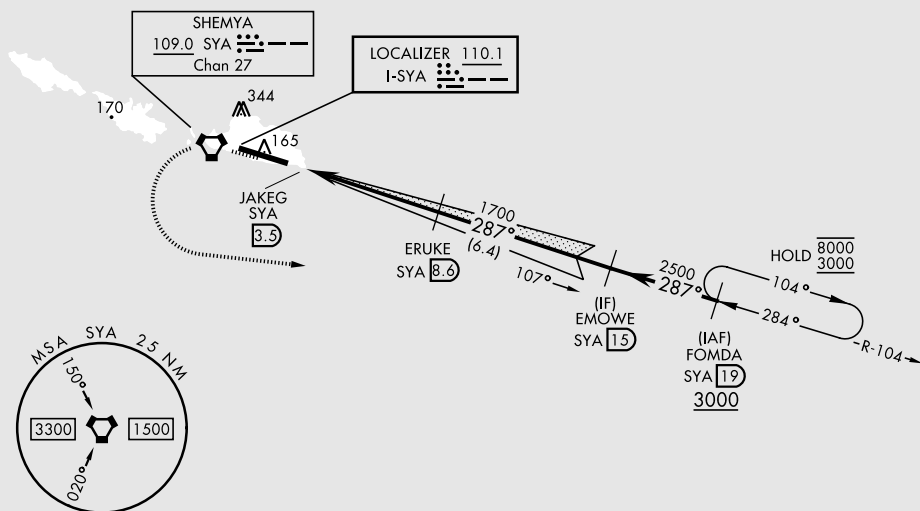 SHEMYA
109.0 SYA
Chan 27
LOCALIZER 110.1
I-SYA
170
344
165
JAKEG
SYA
3.5
1700
287°
(6.4)
ERUKE
SYA 8.6
107°
2500
287°
(IF)
EMOWE
SYA 15
HOLD 8000
3000
104°
284°
R-104
(IAF)
FOMDA
SYA 19
3000
MSA SYA 25 NM
150°
3300
1500
020°